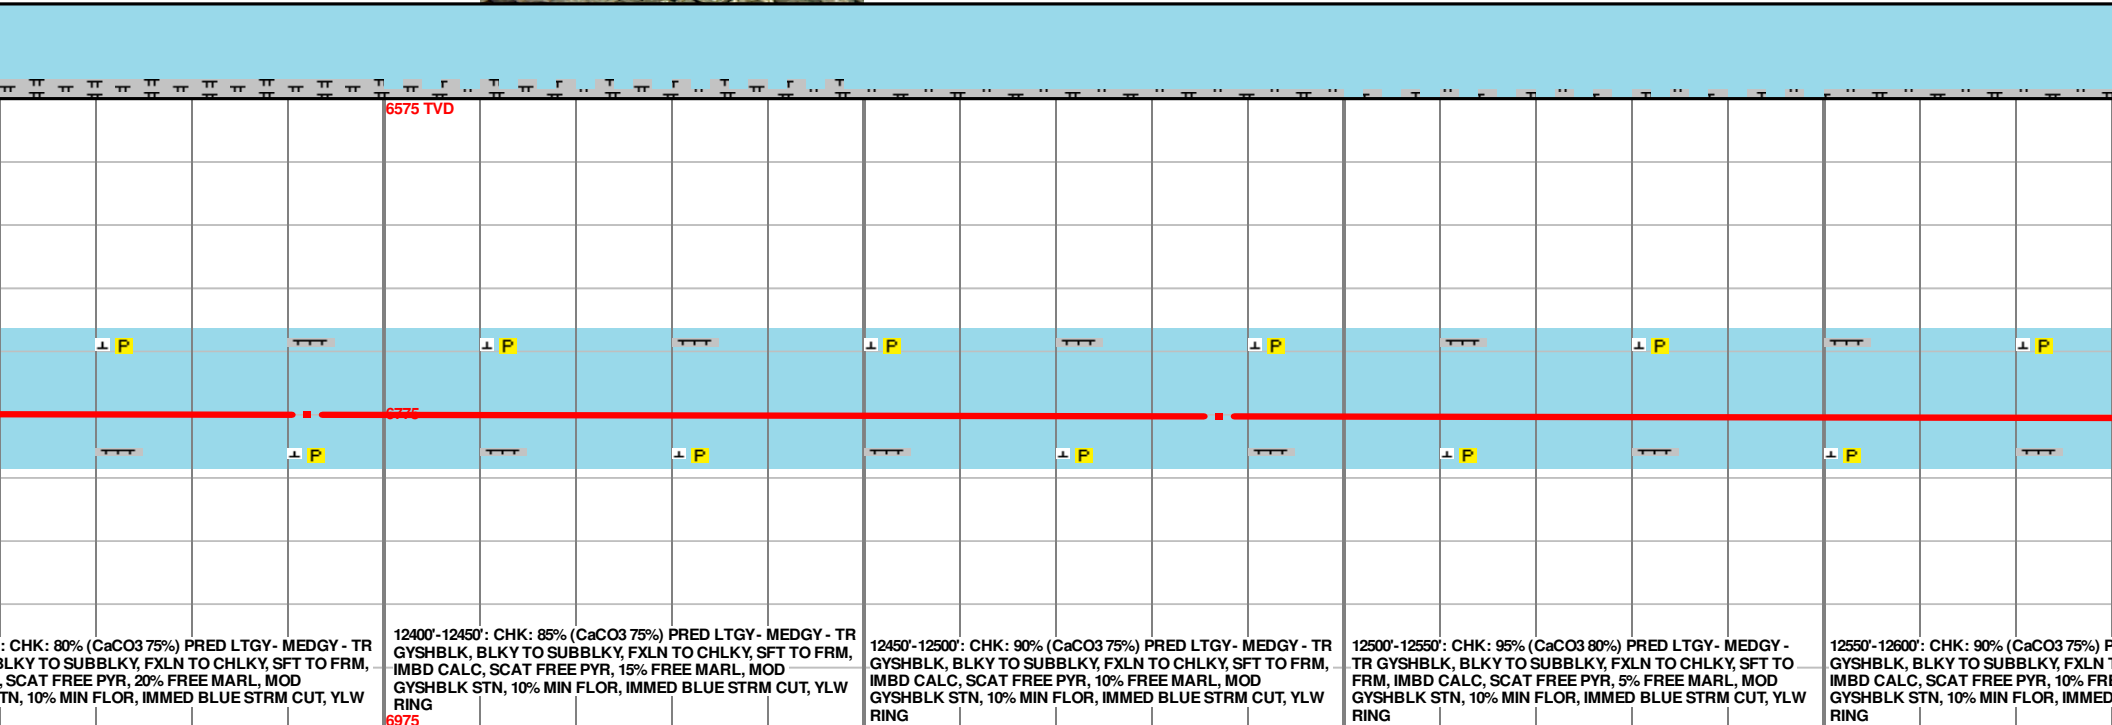 6575 TVD
P P P P P
6775
P P P P
: CHK: 80% (CaCO3 75%) PRED LTGY- MEDGY - TR
BLKY TO SUBBLKY, FXLN TO CHLKY, SFT TO FRM,
, SCAT FREE PYR, 20% FREE MARL, MOD
TN, 10% MIN FLOR, IMMED BLUE STRM CUT, YLW
12400'-12450': CHK: 85% (CaCO3 75%) PRED LTGY- MEDGY - TR
GYSHBLK, BLKY TO SUBBLKY, FXLN TO CHLKY, SFT TO FRM,
IMBD CALC, SCAT FREE PYR, 15% FREE MARL, MOD
GYSHBLK STN, 10% MIN FLOR, IMMED BLUE STRM CUT, YLW
RING
6975
12450'-12500': CHK: 90% (CaCO3 75%) PRED LTGY- MEDGY - TR
GYSHBLK, BLKY TO SUBBLKY, FXLN TO CHLKY, SFT TO FRM,
IMBD CALC, SCAT FREE PYR, 10% FREE MARL, MOD
GYSHBLK STN, 10% MIN FLOR, IMMED BLUE STRM CUT, YLW
RING
12500'-12550': CHK: 95% (CaCO3 80%) PRED LTGY- MEDGY -
TR GYSHBLK, BLKY TO SUBBLKY, FXLN TO CHLKY, SFT TO
FRM, IMBD CALC, SCAT FREE PYR, 5% FREE MARL, MOD
GYSHBLK STN, 10% MIN FLOR, IMMED BLUE STRM CUT, YLW
RING
12550'-12600': CHK: 90% (CaCO3 75%) P
GYSHBLK, BLKY TO SUBBLKY, FXLN T
IMBD CALC, SCAT FREE PYR, 10% FRE
GYSHBLK STN, 10% MIN FLOR, IMMED
RING